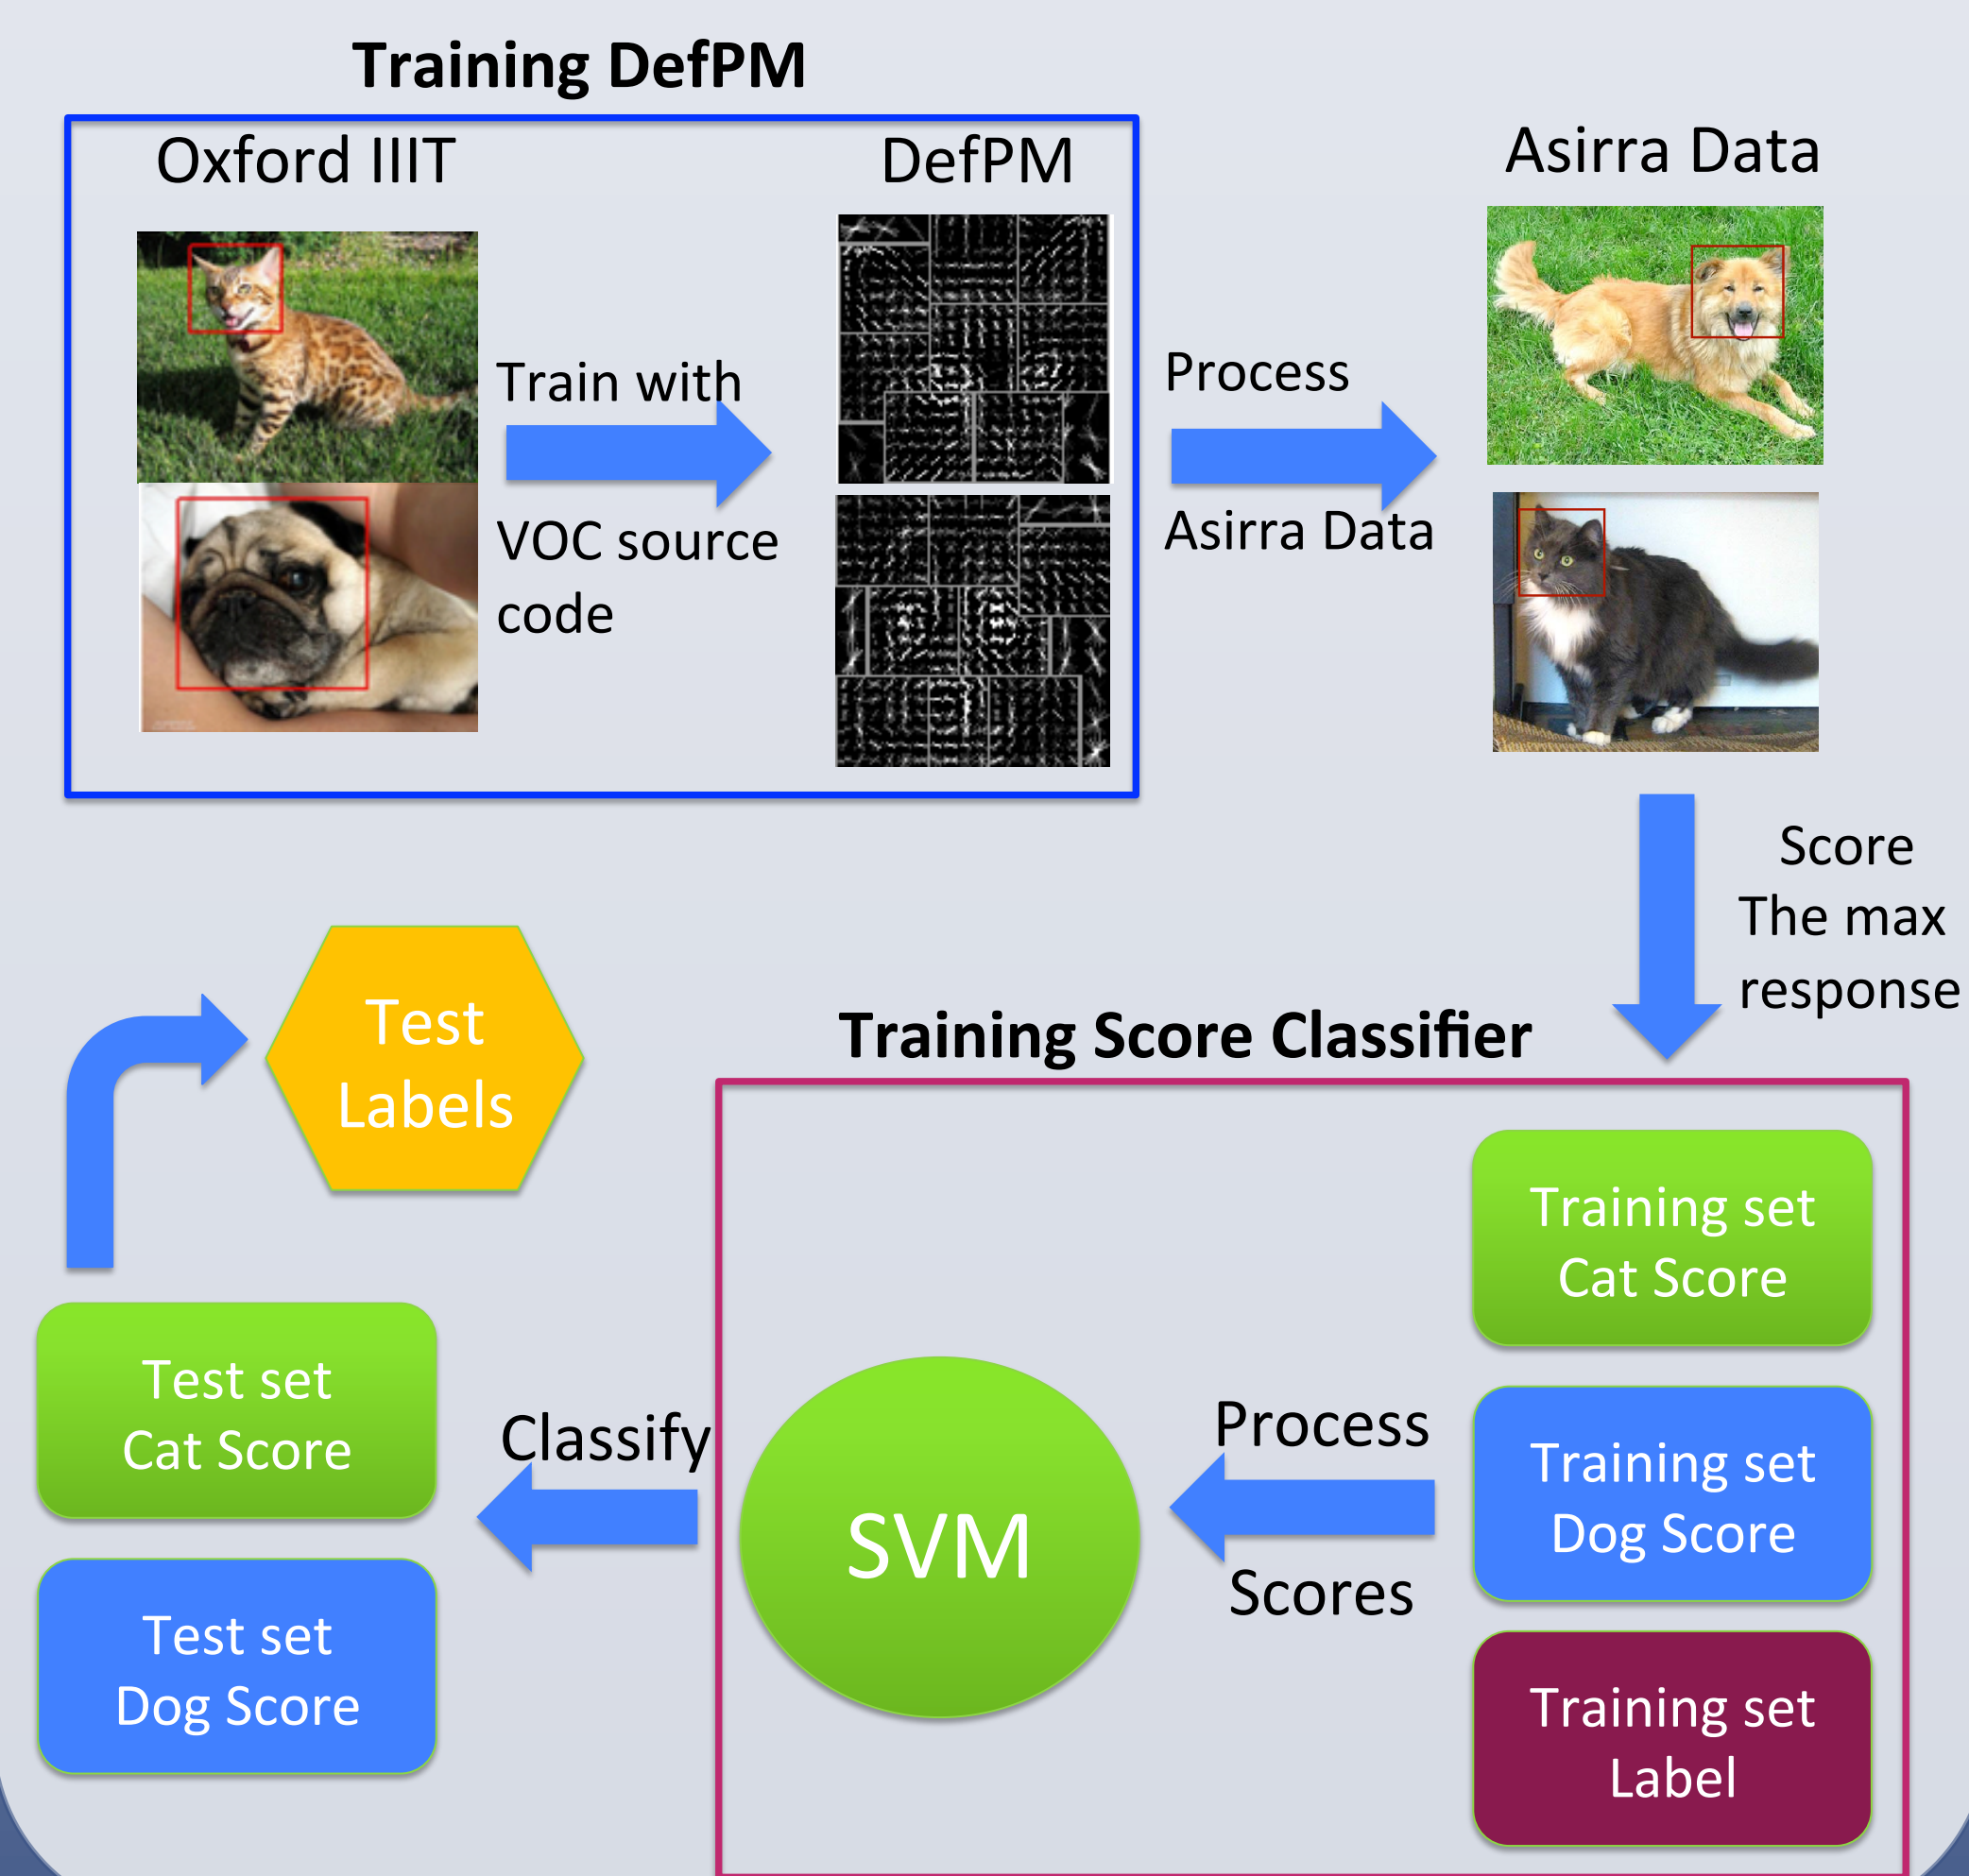 Training DefPM
Oxford IIIT
DefPM
Asirra Data
Train with
VOC source
code
Process
Asirra Data
Score
The max
response
Test
Labels
Training Score Classifier
Training set
Cat Score
Training set
Dog Score
Training set
Label
Process
Scores
SVM
Classify
Test set
Cat Score
Test set
Dog Score